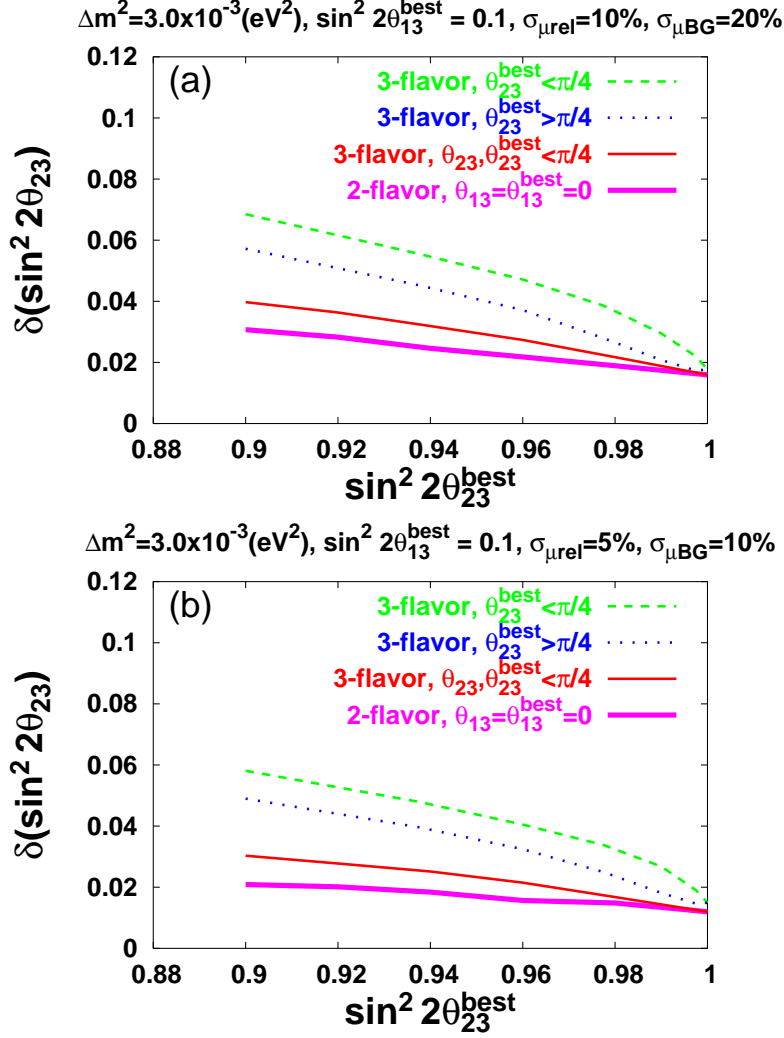 Δm²=3.0x10⁻³(eV²), sin² 2θ₁₃^best = 0.1, σ_μrel=10%, σ_μBG=20%
(a)
3-flavor, θ₂₃^best<π/4
3-flavor, θ₂₃^best>π/4
3-flavor, θ₂₃,θ₂₃^best<π/4
2-flavor, θ₁₃=θ₁₃^best=0
0.12
0.1
0.08
0.06
0.04
0.02
0
δ(sin² 2θ₂₃)
0.88 0.9 0.92 0.94 0.96 0.98 1
sin² 2θ₂₃^best
Δm²=3.0x10⁻³(eV²), sin² 2θ₁₃^best = 0.1, σ_μrel=5%, σ_μBG=10%
(b)
3-flavor, θ₂₃^best<π/4
3-flavor, θ₂₃^best>π/4
3-flavor, θ₂₃,θ₂₃^best<π/4
2-flavor, θ₁₃=θ₁₃^best=0
0.12
0.1
0.08
0.06
0.04
0.02
0
δ(sin² 2θ₂₃)
0.88 0.9 0.92 0.94 0.96 0.98 1
sin² 2θ₂₃^best